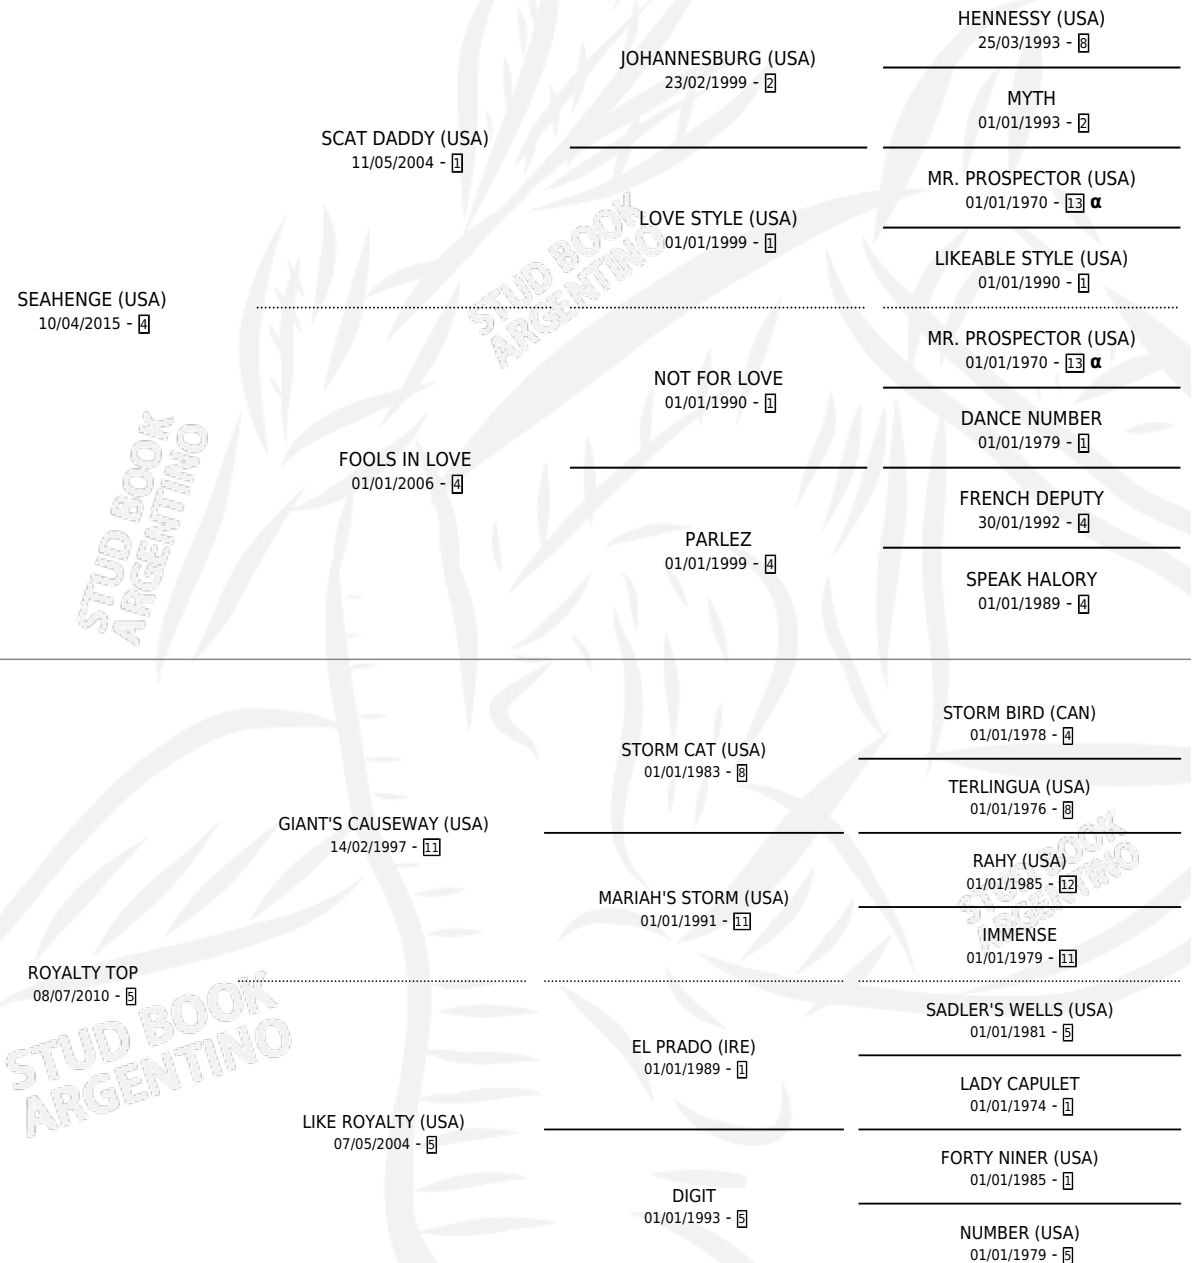 HENNESSY (USA)
25/03/1993 - 8
JOHANNESBURG (USA)
23/02/1999 - 2
MYTH
01/01/1993 - 2
SCAT DADDY (USA)
11/05/2004 - 1
MR. PROSPECTOR (USA)
01/01/1970 - 13 α
LOVE STYLE (USA)
01/01/1999 - 1
LIKEABLE STYLE (USA)
01/01/1990 - 1
SEAHENGE (USA)
10/04/2015 - 4
MR. PROSPECTOR (USA)
01/01/1970 - 13 α
NOT FOR LOVE
01/01/1990 - 1
DANCE NUMBER
01/01/1979 - 1
FOOLS IN LOVE
01/01/2006 - 4
FRENCH DEPUTY
30/01/1992 - 4
PARLEZ
01/01/1999 - 4
SPEAK HALORY
01/01/1989 - 4
STORM BIRD (CAN)
01/01/1978 - 4
STORM CAT (USA)
01/01/1983 - 8
TERLINGUA (USA)
01/01/1976 - 8
GIANT'S CAUSEWAY (USA)
14/02/1997 - 11
RAHY (USA)
01/01/1985 - 12
MARIAH'S STORM (USA)
01/01/1991 - 11
IMMENSE
01/01/1979 - 11
ROYALTY TOP
08/07/2010 - 5
SADLER'S WELLS (USA)
01/01/1981 - 5
EL PRADO (IRE)
01/01/1989 - 1
LADY CAPULET
01/01/1974 - 1
LIKE ROYALTY (USA)
07/05/2004 - 5
FORTY NINER (USA)
01/01/1985 - 1
DIGIT
01/01/1993 - 5
NUMBER (USA)
01/01/1979 - 5
STUD BOOK
ARGENTINO
STUD BOOK
ARGENTINO
STUD BOOK
ARGENTINO
STUD BOOK
ARGENTINO